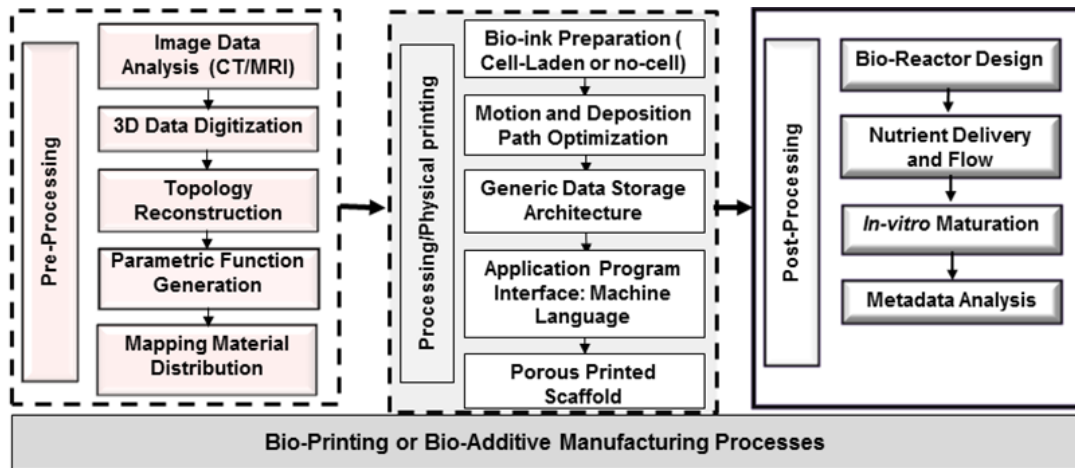 Pre-Processing
Image Data
Analysis (CT/MRI)
3D Data Digitization
Topology
Reconstruction
Parametric Function
Generation
Mapping Material
Distribution
Processing/Physical printing
Bio-ink Preparation (
Cell-Laden or no-cell)
Motion and Deposition
Path Optimization
Generic Data Storage
Architecture
Application Program
Interface: Machine
Language
Porous Printed
Scaffold
Post-Processing
Bio-Reactor Design
Nutrient Delivery
and Flow
In-vitro Maturation
Metadata Analysis
Bio-Printing or Bio-Additive Manufacturing Processes